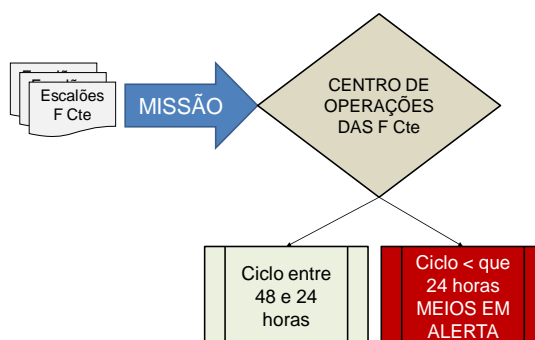 Escalões
F Cte
MISSÃO
CENTRO DE
OPERAÇÕES
DAS F Cte
Ciclo entre
48 e 24
horas
Ciclo < que
24 horas
MEIOS EM
ALERTA